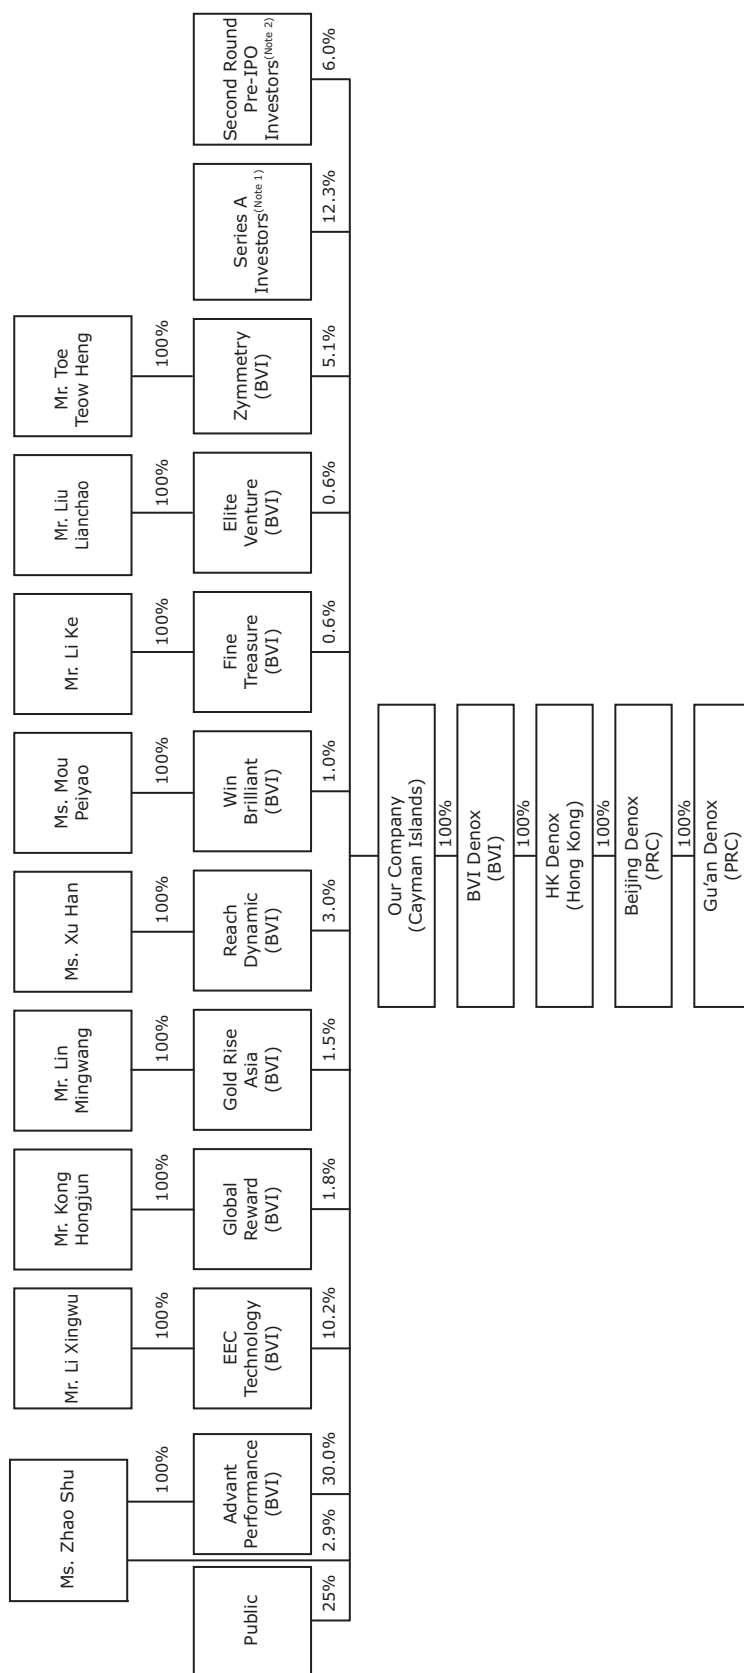 Ms. Zhao Shu
Mr. Li Xingwu
Mr. Kong
Hongjun
Mr. Lin
Mingwang
Ms. Xu Han
Ms. Mou
Peiyao
Mr. Li Ke
Mr. Liu
Lianchao
Mr. Toe
Teow Heng
100%
100%
100%
100%
100%
100%
100%
100%
100%
Public
Advant
Performance
(BVI)
EEC
Technology
(BVI)
Global
Reward
(BVI)
Gold Rise
Asia
(BVI)
Reach
Dynamic
(BVI)
Win
Brilliant
(BVI)
Fine
Treasure
(BVI)
Elite
Venture
(BVI)
Zymmetry
(BVI)
Series A
Investors(Note 1)
Second Round
Pre-IPO
Investors(Note 2)
25%
2.9%
30.0%
10.2%
1.8%
1.5%
3.0%
1.0%
0.6%
0.6%
5.1%
12.3%
6.0%
Our Company
(Cayman Islands)
100%
BVI Denox
(BVI)
100%
HK Denox
(Hong Kong)
100%
Beijing Denox
(PRC)
100%
Gu'an Denox
(PRC)